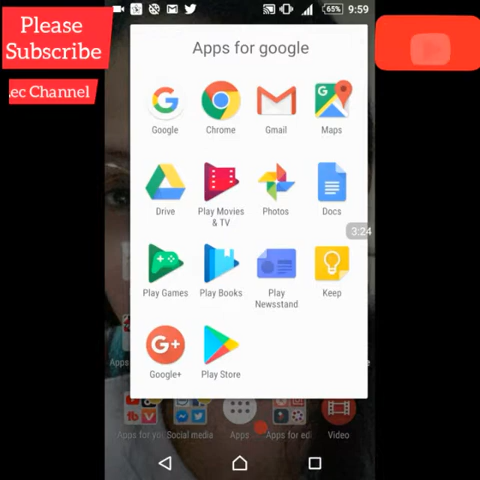 Please
Subscribe
ec Channel
65%
9:59
Apps for google
Google
Chrome
Gmail
Maps
Drive
Play Movies
& TV
Photos
Docs
3:24
Play Games
Play Books
Play
Newsstand
Keep
Google+
Play Store
Apps for yo
Social media
Apps
Apps for edi
Video